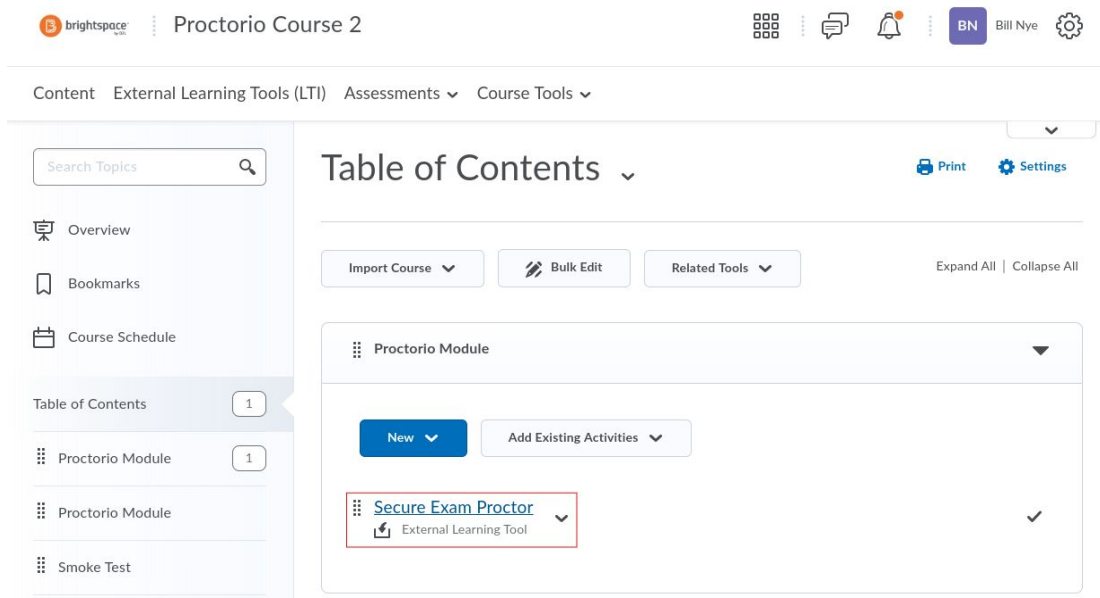 brightspace
Proctorio Course 2
BN Bill Nye
Content External Learning Tools (LTI) Assessments Course Tools
Search Topics
Table of Contents
Print Settings
Overview
Import Course Bulk Edit Related Tools Expand All | Collapse All
Bookmarks
Course Schedule
Proctorio Module
Table of Contents 1
New Add Existing Activities
Proctorio Module 1
Proctorio Module
Secure Exam Proctor
External Learning Tool
Smoke Test